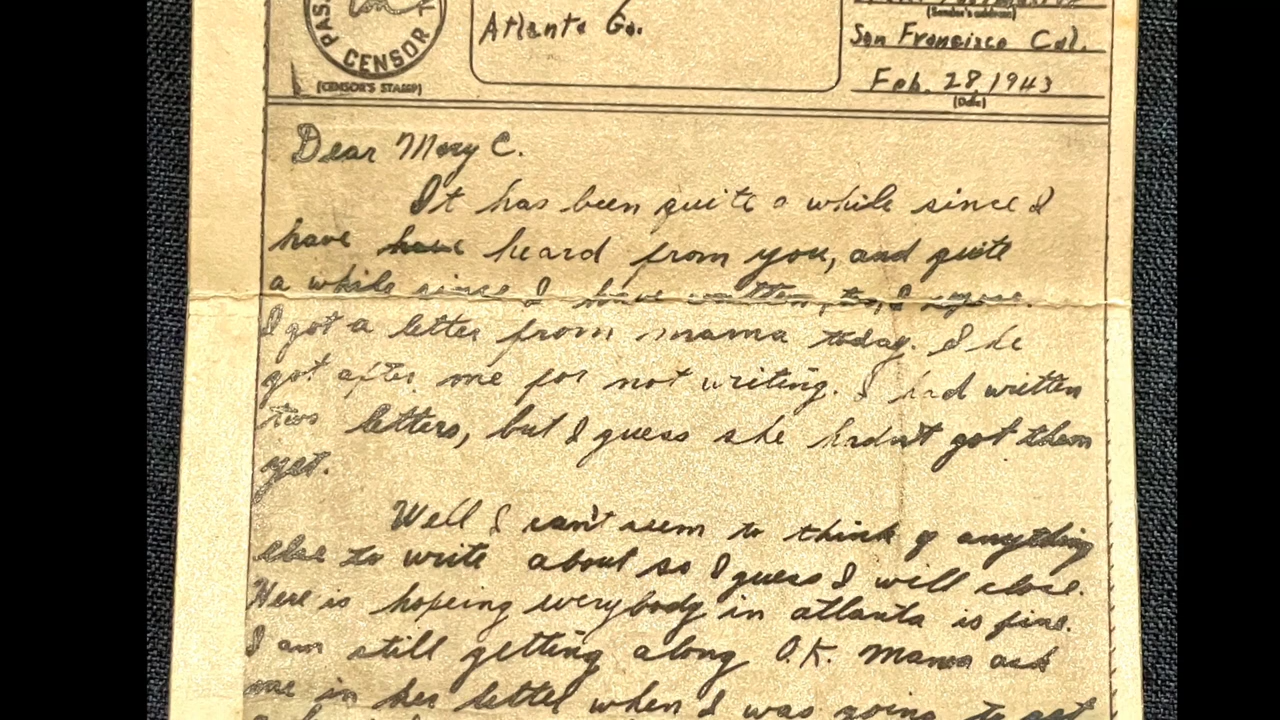 PAS
CENSOR
(CENSOR'S STAMP)
Atlanta Ga.
(Sender's address)
San Francisco Cal.
Feb. 28, 1943
(Date)
Dear Mary C.
It has been quite a while since I
have have heard from you, and quite
a while since I have written, too, I guess.
I got a letter from mama today. She
got after me for not writing. I had written
two letters, but I guess she hadn't got them
yet.
Well I can't seem to think of anything
else to write about so I guess I will close.
Here is hopeing everybody in atlanta is fine.
I am still getting along O.K. Mama ask
me in her letter when I was going to get